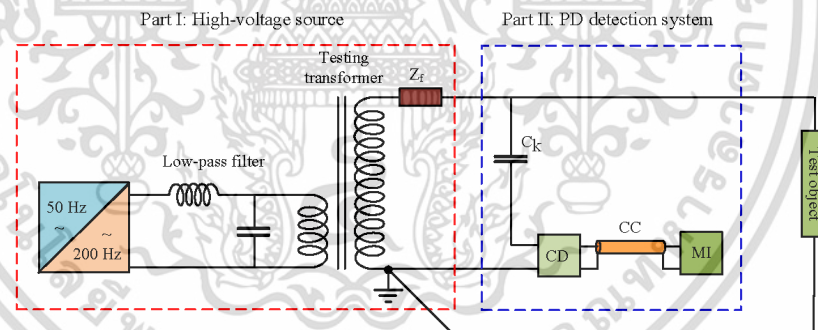 Part I: High-voltage source
Part II: PD detection system
Testing
transformer
Zf
Low-pass filter
Ck
50 Hz
~
~
200 Hz
CC
CD
MI
Test object